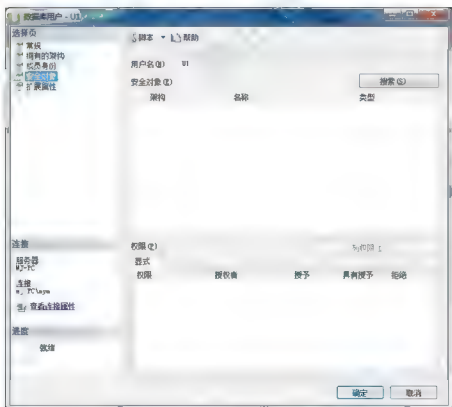 数据库用户 - U1
选择页
常规
拥有的架构
成员身份
安全对象
扩展属性
脚本 帮助
用户名(N) U1
安全对象(E)
搜索(S)
架构 名称 类型
连接
服务器
WJ-PC
连接
查看连接属性
进度
就绪
权限(P)
显式
权限 授权者 授予 具有授予 拒绝
确定 取消